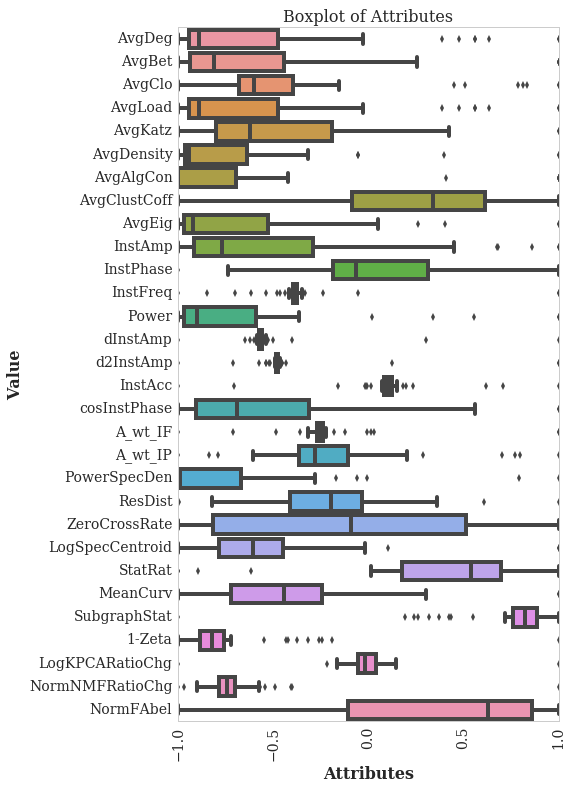 Boxplot of Attributes
AvgDeg
AvgBet
AvgClo
AvgLoad
AvgKatz
AvgDensity
AvgAlgCon
AvgClustCoff
AvgEig
InstAmp
InstPhase
InstFreq
Power
dInstAmp
d2InstAmp
InstAcc
cosInstPhase
A_wt_IF
A_wt_IP
PowerSpecDen
ResDist
ZeroCrossRate
LogSpecCentroid
StatRat
MeanCurv
SubgraphStat
1-Zeta
LogKPCARatioChg
NormNMFRatioChg
NormFAbel
Value
−1.0
−0.5
0.0
0.5
1.0
Attributes